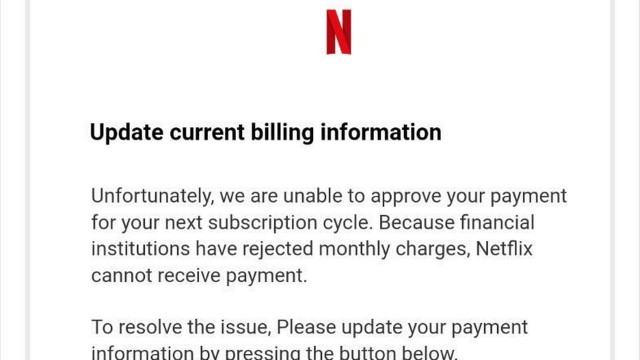 N
Update current billing information
Unfortunately, we are unable to approve your payment
for your next subscription cycle. Because financial
institutions have rejected monthly charges, Netflix
cannot receive payment.
To resolve the issue, Please update your payment
information by pressing the button below.